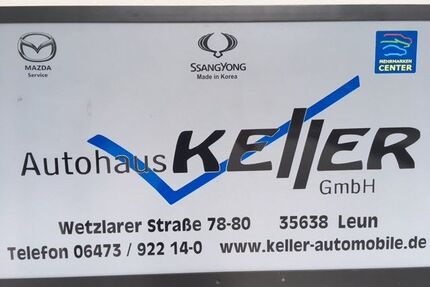 mazda
Service
SSANGYONG
Made in Korea
MEHRMARKEN
CENTER
Autohaus KELLER
GmbH
Wetzlarer Straße 78-80 35638 Leun
Telefon 06473 / 922 14-0 www.keller-automobile.de